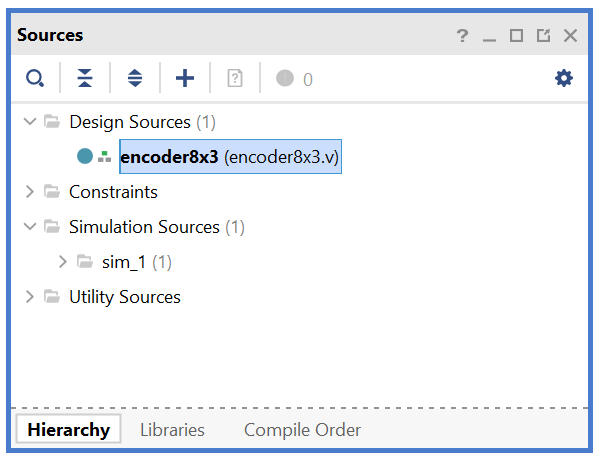 Sources ?
0
Design Sources (1)
encoder8x3 (encoder8x3.v)
Constraints
Simulation Sources (1)
sim_1 (1)
Utility Sources
Hierarchy Libraries Compile Order